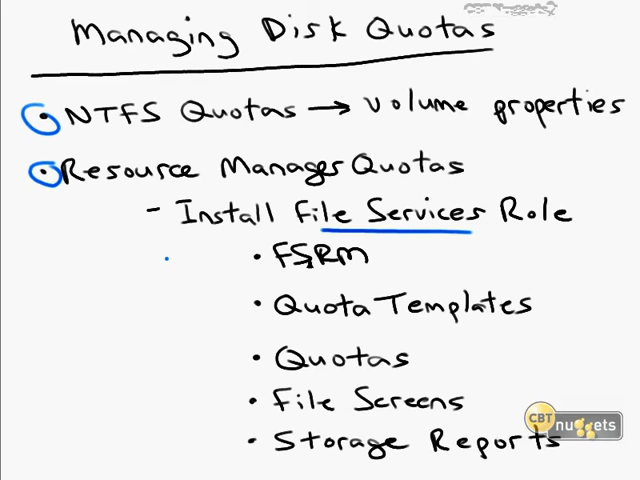 Managing Disk Quotas
• NTFS Quotas → volume properties
• Resource Manager Quotas
- Install File Services Role
• FSRM
• Quota Templates
• Quotas
• File Screens
• Storage Reports
CBT nuggets